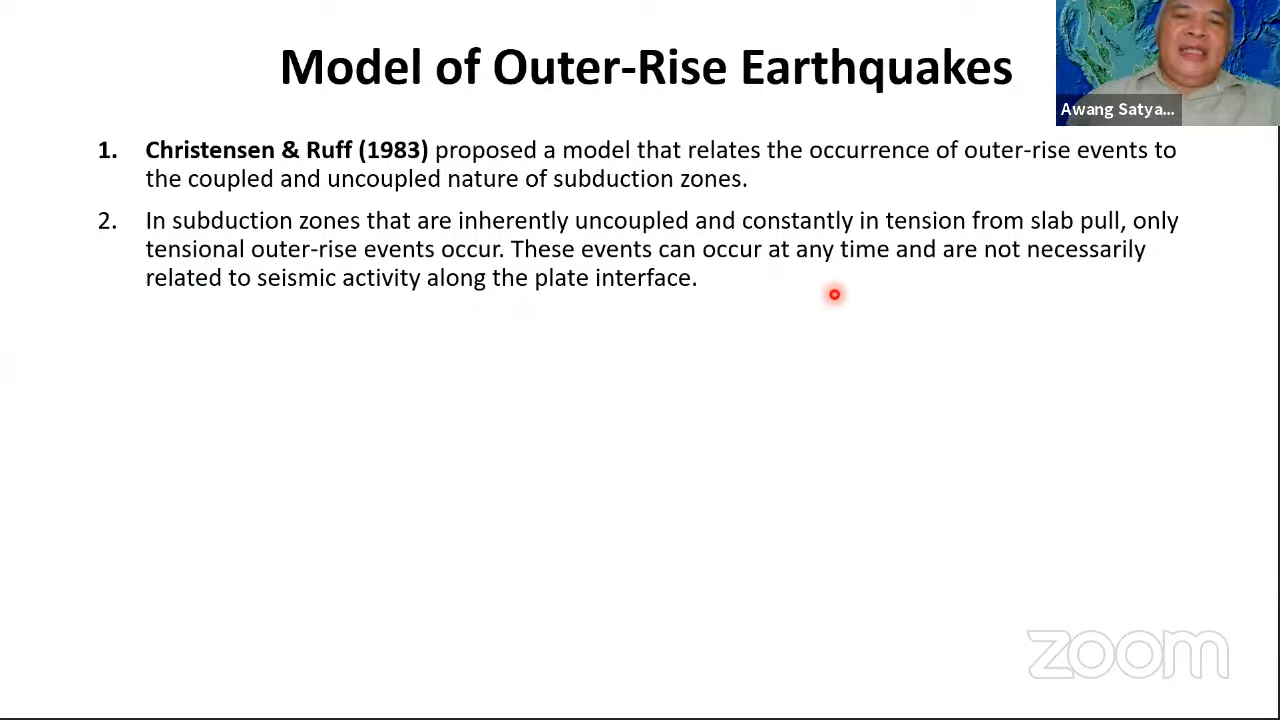 Model of Outer-Rise Earthquakes
Awang Satya...
1. Christensen & Ruff (1983) proposed a model that relates the occurrence of outer-rise events to
the coupled and uncoupled nature of subduction zones.
2. In subduction zones that are inherently uncoupled and constantly in tension from slab pull, only
tensional outer-rise events occur. These events can occur at any time and are not necessarily
related to seismic activity along the plate interface.
zoom